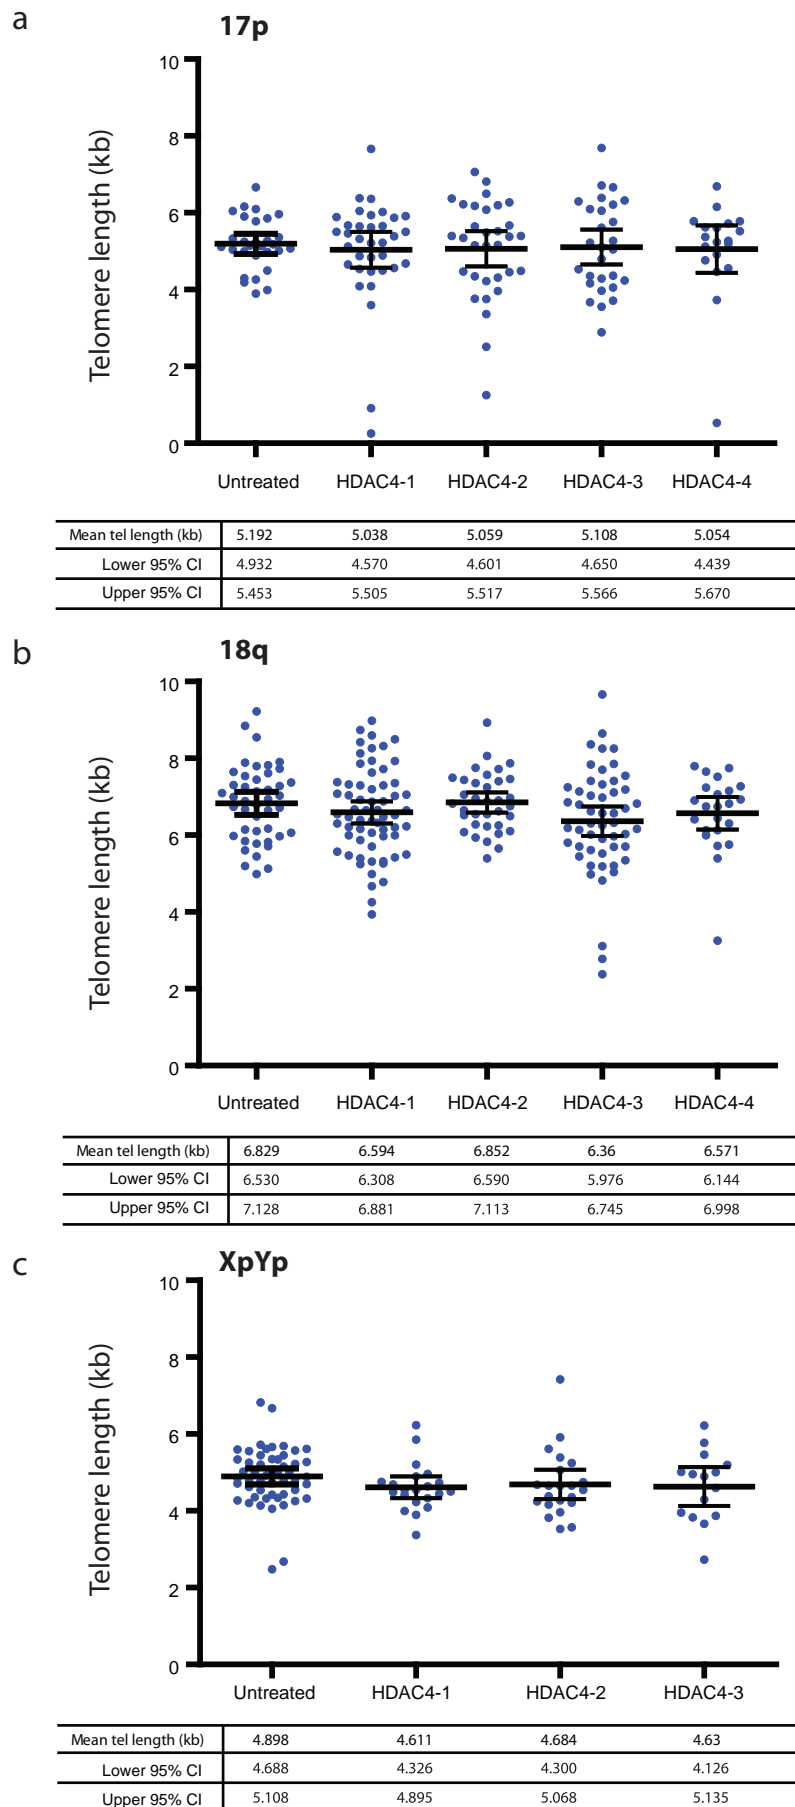 a
17p
10
8
6
4
2
0
Telomere length (kb)
Untreated HDAC4-1 HDAC4-2 HDAC4-3 HDAC4-4
Mean tel length (kb) 5.192 5.038 5.059 5.108 5.054
Lower 95% CI 4.932 4.570 4.601 4.650 4.439
Upper 95% CI 5.453 5.505 5.517 5.566 5.670
b
18q
10
8
6
4
2
0
Telomere length (kb)
Untreated HDAC4-1 HDAC4-2 HDAC4-3 HDAC4-4
Mean tel length (kb) 6.829 6.594 6.852 6.36 6.571
Lower 95% CI 6.530 6.308 6.590 5.976 6.144
Upper 95% CI 7.128 6.881 7.113 6.745 6.998
c
XpYp
10
8
6
4
2
0
Telomere length (kb)
Untreated HDAC4-1 HDAC4-2 HDAC4-3
Mean tel length (kb) 4.898 4.611 4.684 4.63
Lower 95% CI 4.688 4.326 4.300 4.126
Upper 95% CI 5.108 4.895 5.068 5.135